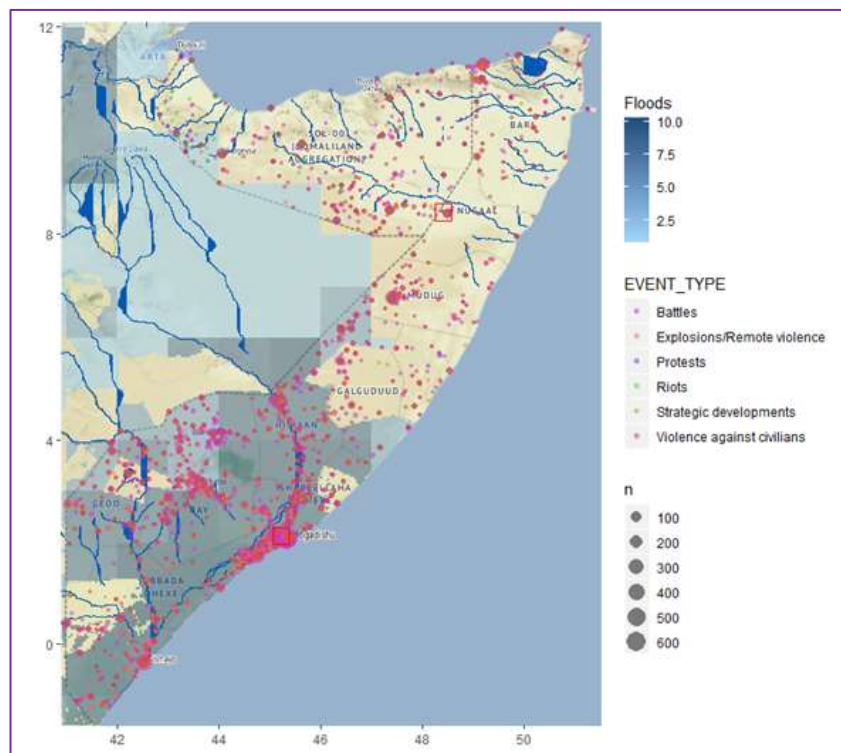 12
8
4
0
42
44
46
48
50
ARTA
BARI
NUGAAL
MUDUG
GALGUDUUD
HIRAAN
GEDO
BAY
Floods
10.0
7.5
5.0
2.5
EVENT_TYPE
Battles
Explosions/Remote violence
Protests
Riots
Strategic developments
Violence against civilians
n
100
200
300
400
500
600